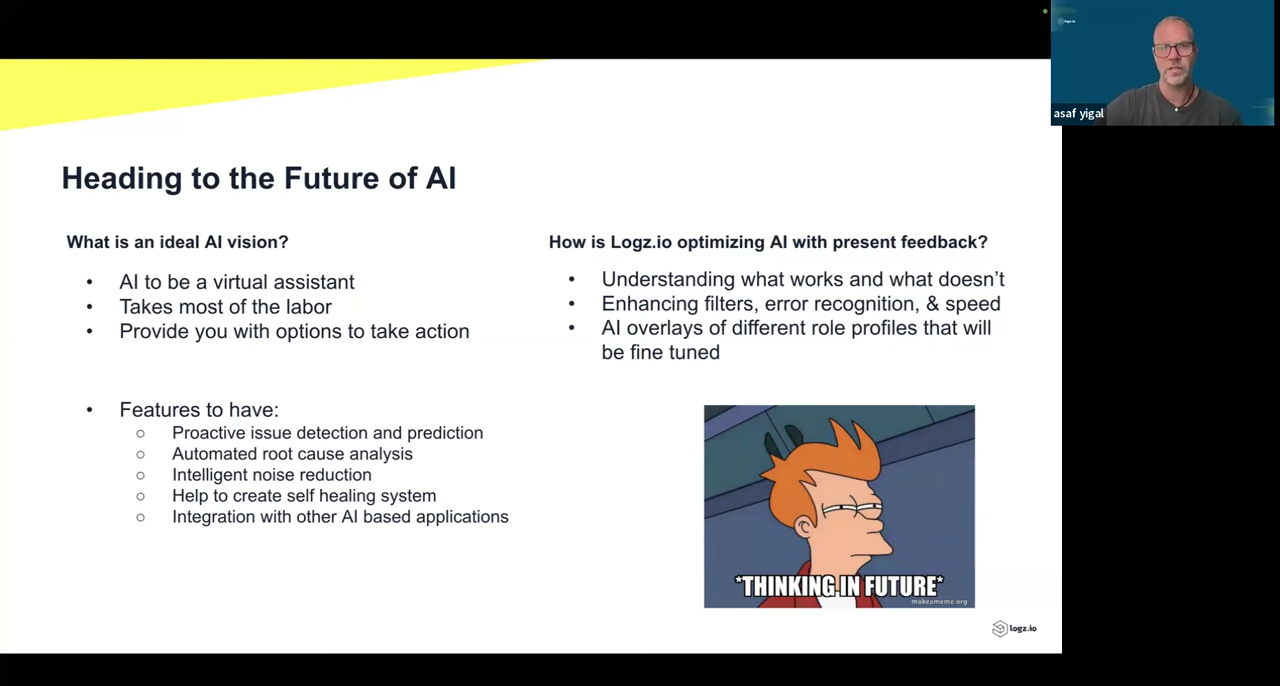 logz.io
asaf yigal
Heading to the Future of AI
What is an ideal AI vision?
• AI to be a virtual assistant
• Takes most of the labor
• Provide you with options to take action
• Features to have:
○ Proactive issue detection and prediction
○ Automated root cause analysis
○ Intelligent noise reduction
○ Help to create self healing system
○ Integration with other AI based applications
How is Logz.io optimizing AI with present feedback?
• Understanding what works and what doesn't
• Enhancing filters, error recognition, & speed
• AI overlays of different role profiles that will
be fine tuned
*THINKING IN FUTURE*
makeameme.org
logz.io